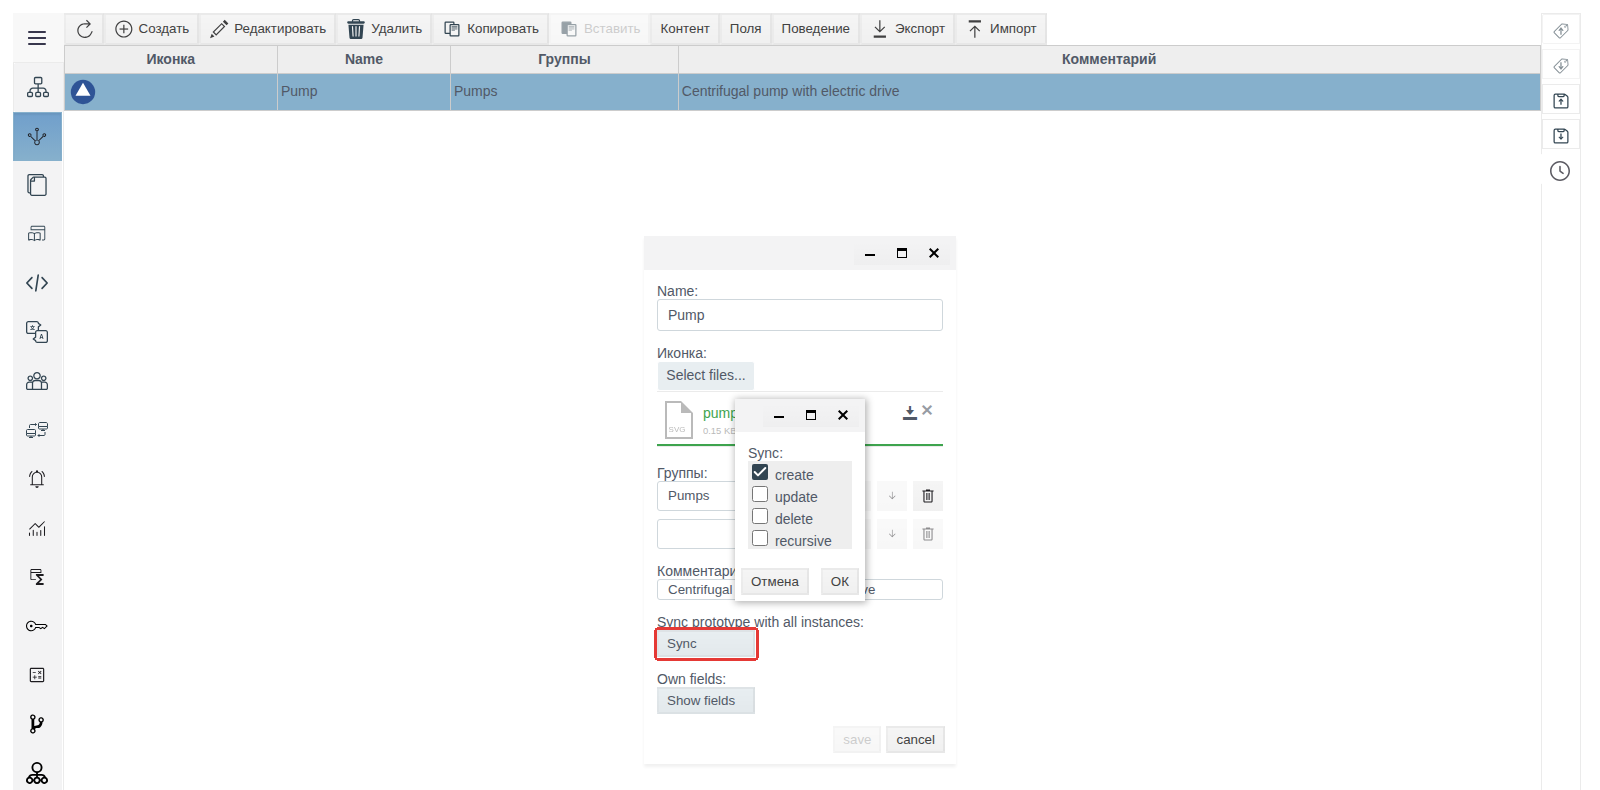 Создать Редактировать Удалить Копировать Вставить Контент Поля Поведение Экспорт Импорт
Иконка Name Группы Комментарий
Pump Pumps Centrifugal pump with electric drive
Name:
Pump
Иконка:
Select files...
SVG
pump
0.15 KB
Группы:
Pumps
Комментари
Centrifugal ve
Sync prototype with all instances:
Sync
Own fields:
Show fields
save cancel
Sync:
create
update
delete
recursive
Отмена ОК